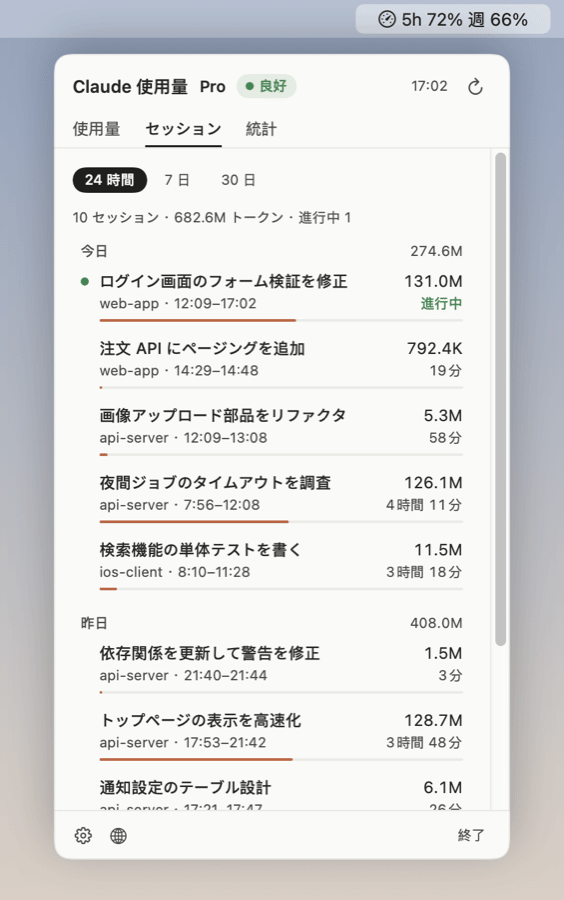 5h 72% 週 66%
Claude 使用量 Pro 良好 17:02
使用量 セッション 統計
24 時間 7 日 30 日
10 セッション · 682.6M トークン · 進行中 1
今日 274.6M
ログイン画面のフォーム検証を修正 131.0M
web-app · 12:09–17:02 進行中
注文 API にページングを追加 792.4K
web-app · 14:29–14:48 19分
画像アップロード部品をリファクタ 5.3M
api-server · 12:09–13:08 58分
夜間ジョブのタイムアウトを調査 126.1M
api-server · 7:56–12:08 4時間 11分
検索機能の単体テストを書く 11.5M
ios-client · 8:10–11:28 3時間 18分
昨日 408.0M
依存関係を更新して警告を修正 1.5M
api-server · 21:40–21:44 3分
トップページの表示を高速化 128.7M
api-server · 17:53–21:42 3時間 48分
通知設定のテーブル設計 6.1M
api-server · 17:21–17:47 26分
終了